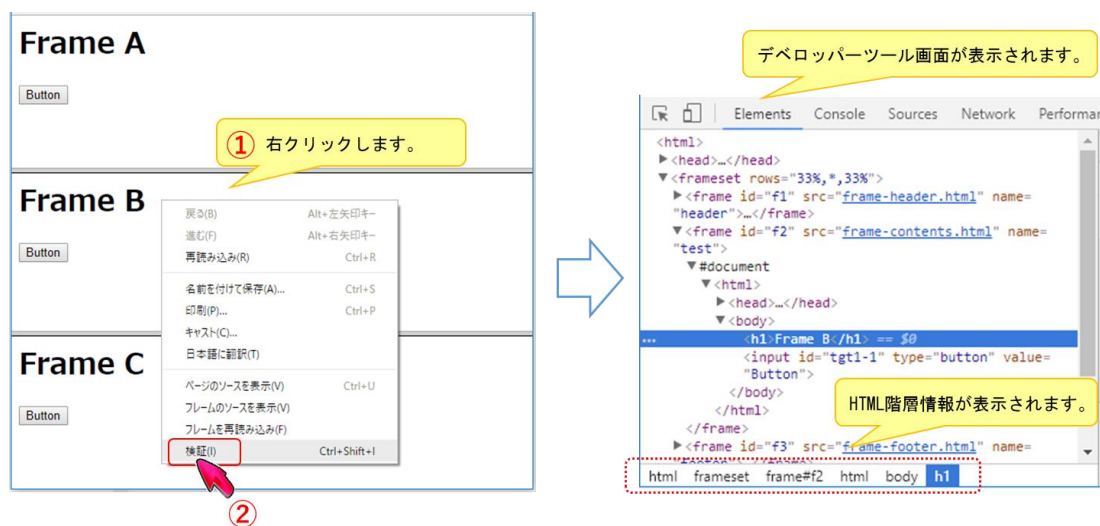 Frame A
Button
① 右クリックします。
Frame B
Button
戻る(B) Alt+左矢印キー
進む(F) Alt+右矢印キー
再読み込み(R) Ctrl+R
名前を付けて保存(A)... Ctrl+S
印刷(P)... Ctrl+P
キャスト(C)...
日本語に翻訳(T)
ページのソースを表示(V) Ctrl+U
フレームのソースを表示(V)
フレームを再読み込み(F)
検証(I) Ctrl+Shift+I
②
Frame C
Button
デベロッパーツール画面が表示されます。
Elements Console Sources Network Performan
<html>
▶<head>…</head>
▼<frameset rows="33%,*,33%">
▶<frame id="f1" src="frame-header.html" name=
"header">…</frame>
▼<frame id="f2" src="frame-contents.html" name=
"test">
▼#document
▼<html>
▶<head>…</head>
▼<body>
... <h1>Frame B</h1> == $0
<input id="tgt1-1" type="button" value=
"Button">
</body>
</html>
</frame>
▶<frame id="f3" src="frame-footer.html" name=
HTML階層情報が表示されます。
html frameset frame#f2 html body h1